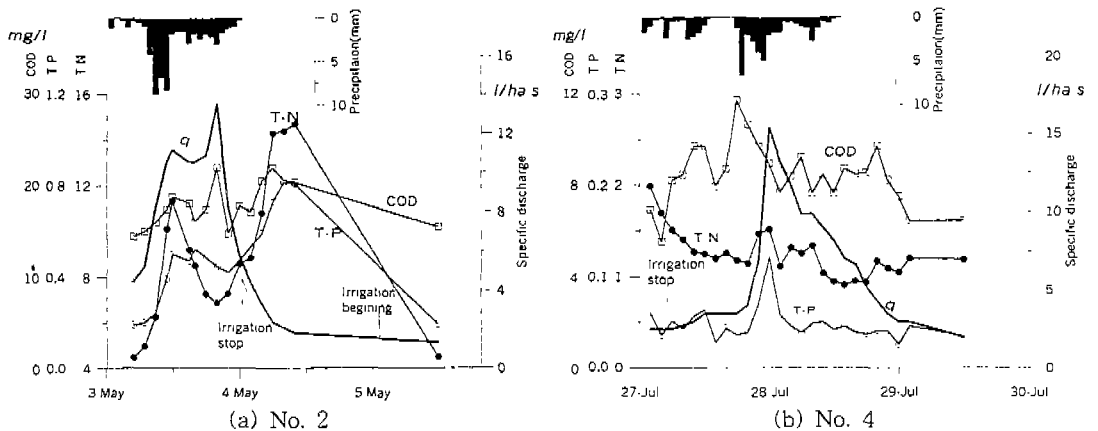 mg/l
COD T P T N
30 1.2 16
20 0.8 12
10 0.4 8
0 0.0 4
0
5
10
Precipitaion(mm)
16
l/ha s
12
8
4
0
Specific discharge
q
T·N
COD
T·P
Irrigation stop
Irrigation begining
3 May
4 May
5 May
(a) No. 2
mg/l
COD T P T N
12 0.3 3
8 0.2 2
4 0.1 1
0 0.0 0
0
5
10
Precipitation(mm)
20
l/ha s
15
10
5
0
Specific discharge
COD
T N
Irrigation stop
T·P
q
27-Jul
28 Jul
29-Jul
30-Jul
(b) No. 4